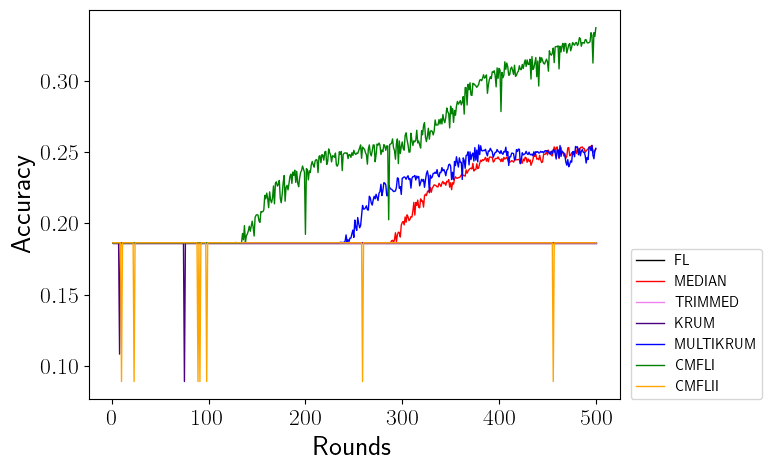 Accuracy
0.30
0.25
0.20
0.15
0.10
0
100
200
300
400
500
Rounds
FL
MEDIAN
TRIMMED
KRUM
MULTIKRUM
CMFLI
CMFLII